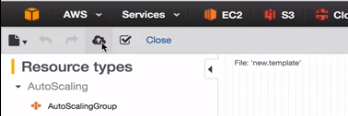 AWS Services EC2 S3
Close
Resource types
File: 'new.template'
AutoScaling
AutoScalingGroup